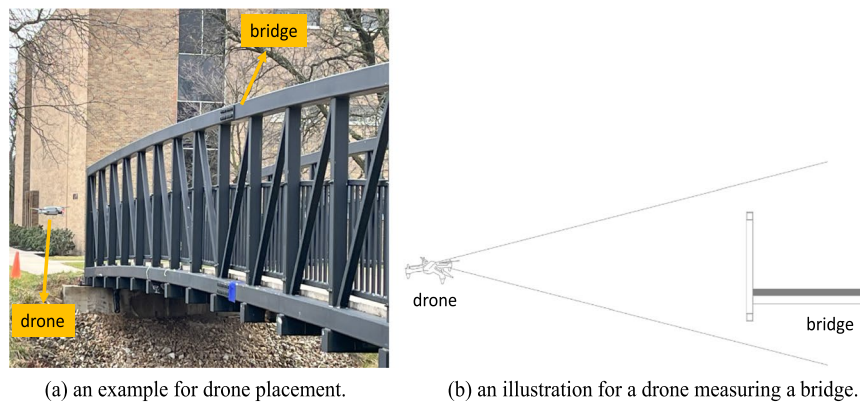 bridge
drone
drone
bridge
(a) an example for drone placement.
(b) an illustration for a drone measuring a bridge.